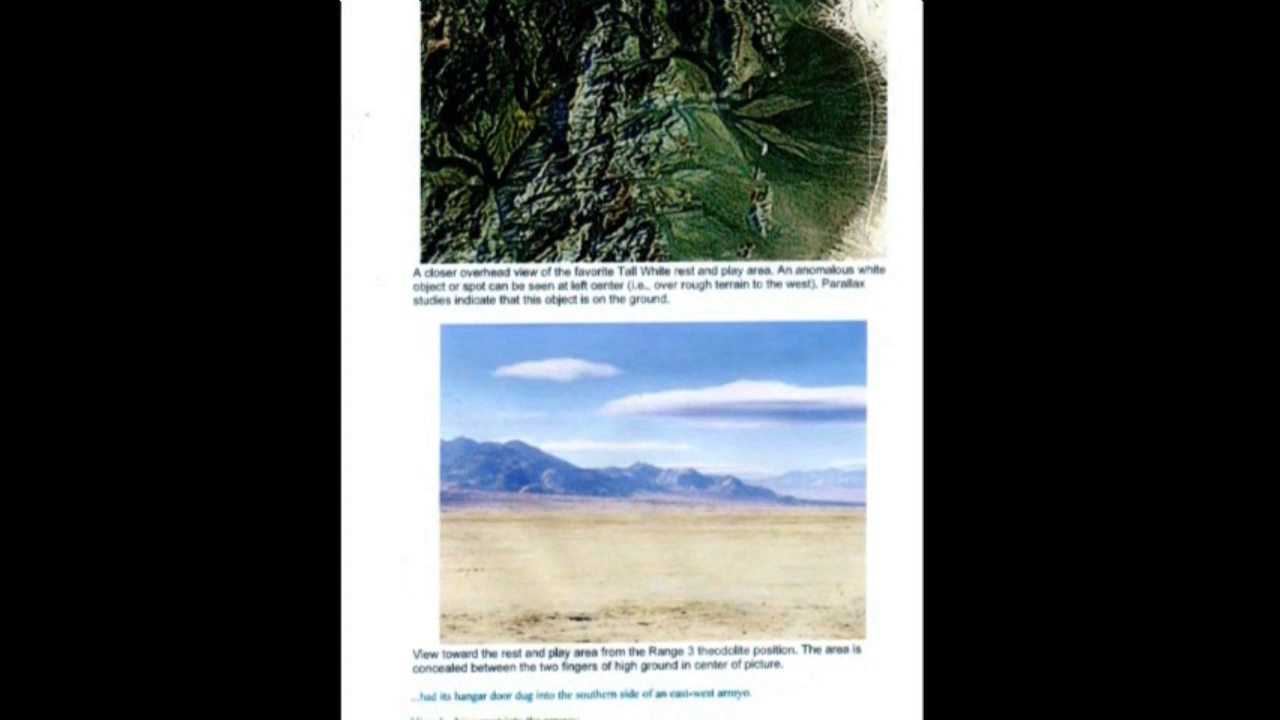 A closer overhead view of the favorite Tall White rest and play area. An anomalous white
object or spot can be seen at left center (i.e., over rough terrain to the west). Parallax
studies indicate that this object is on the ground.
View toward the rest and play area from the Range 3 theodolite position. The area is
concealed between the two fingers of high ground in center of picture.
...had its hangar door dug into the southern side of an east-west arroyo.